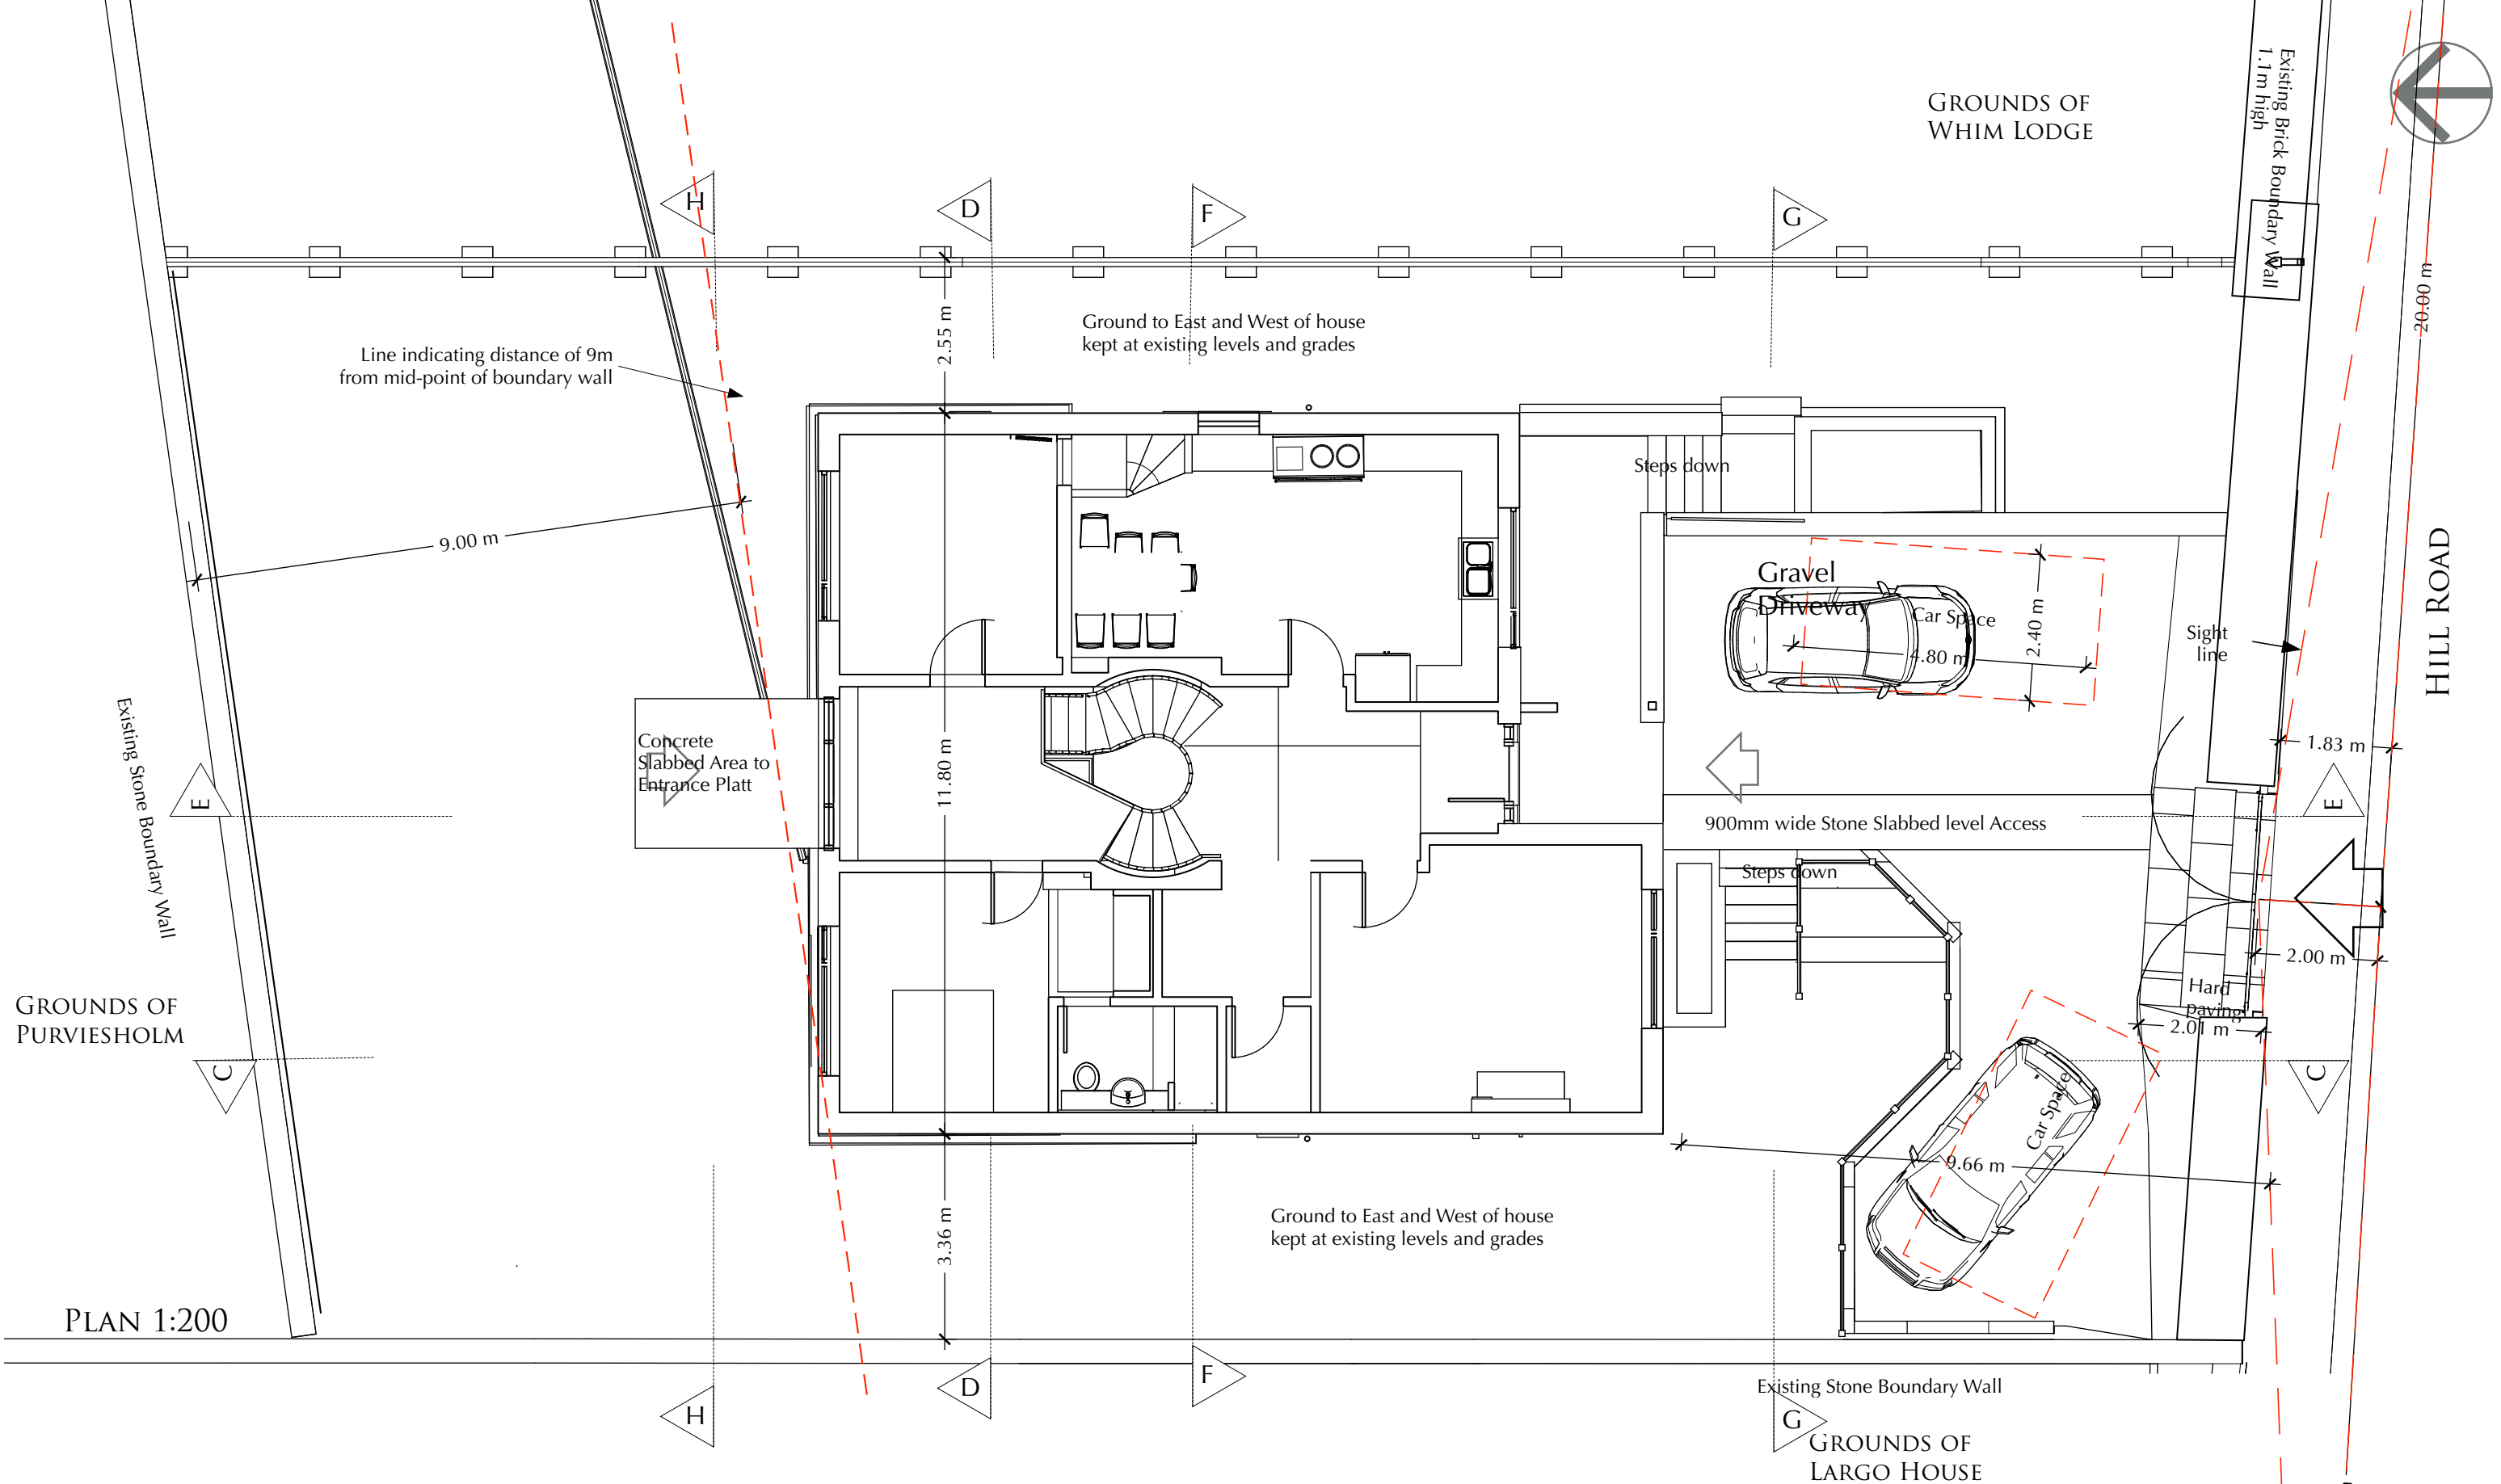 GROUNDS OF
WHIM LODGE
Existing Brick Boundary Wall
1.1m high
H
D
F
G
20.00 m
2.55 m
Ground to East and West of house
kept at existing levels and grades
Line indicating distance of 9m
from mid-point of boundary wall
Steps down
9.00 m
HILL ROAD
Gravel
Driveway
Car Space
4.80 m
2.40 m
Sight
line
Existing Stone Boundary Wall
Concrete
Slabbed Area to
Entrance Platt
11.80 m
1.83 m
E
E
900mm wide Stone Slabbed level Access
Steps down
2.00 m
Hard
paving
2.01 m
GROUNDS OF
PURVIESHOLM
C
C
Car Space
9.66 m
3.36 m
Ground to East and West of house
kept at existing levels and grades
PLAN 1:200
H
D
F
G
Existing Stone Boundary Wall
GROUNDS OF
LARGO HOUSE